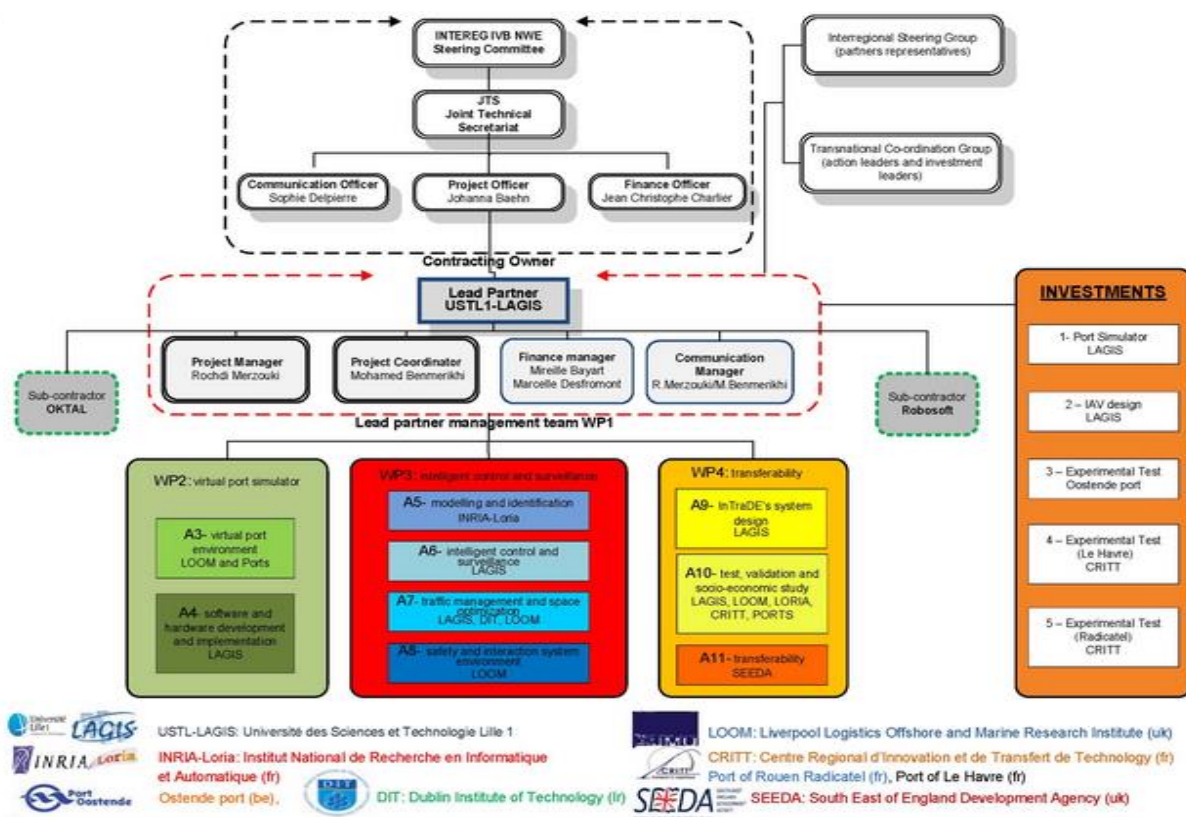 INTEREG IVB NWE
Steering Committee
JTS
Joint Technical
Secretariat
Communication Officer
Sophie Delpierre
Project Officer
Johanna Baehn
Finance Officer
Jean Christophe Charlier
Interregional Steering Group
(partners representatives)
Transnational Co-ordination Group
(action leaders and investment
leaders)
Contracting Owner
Lead Partner
USTL1-LAGIS
Project Manager
Rochdi Merzouki
Project Coordinator
Mohamed Benmerikhi
Finance manager
Mireille Bayart
Marcelle Desfromont
Communication
Manager
R.Merzouki/M.Benmerikhi
Sub-contractor
OKTAL
Sub-contractor
Robosoft
Lead partner management team WP1
WP2: virtual port simulator
A3- virtual port
environment
LOOM and Ports
A4- software and
hardware development
and implementation
LAGIS
WP3: intelligent control and surveillance
A5- modelling and identification
INRIA-Loria
A6- intelligent control and
surveillance
LAGIS
A7- traffic management and space
optimization
LAGIS, DIT, LOOM
A8- safety and interaction system
environment
LOOM
WP4: transferability
A9- InTraDE's system
design
LAGIS
A10- test, validation and
socio-economic study
LAGIS, LOOM, LORIA,
CRITT, PORTS
A11- transferability
SEEDA
INVESTMENTS
1- Port Simulator
LAGIS
2 – IAV design
LAGIS
3 – Experimental Test
Oostende port
4 – Experimental Test
(Le Havre)
CRITT
5 – Experimental Test
(Radicatel)
CRITT
Université
Lille1
LAGIS
USTL-LAGIS: Université des Sciences et Technologie Lille 1
INRIA Loria
INRIA-Loria: Institut National de Recherche en Informatique
et Automatique (fr)
Port
Oostende
Ostende port (be),
DIT
DIT: Dublin Institute of Technology (Ir)
LOOM: Liverpool Logistics Offshore and Marine Research Institute (uk)
CRITT
CRITT: Centre Regional d'Innovation et de Transfert de Technology (fr)
Port of Rouen Radicatel (fr), Port of Le Havre (fr)
SEEDA
SEEDA: South East of England Development Agency (uk)